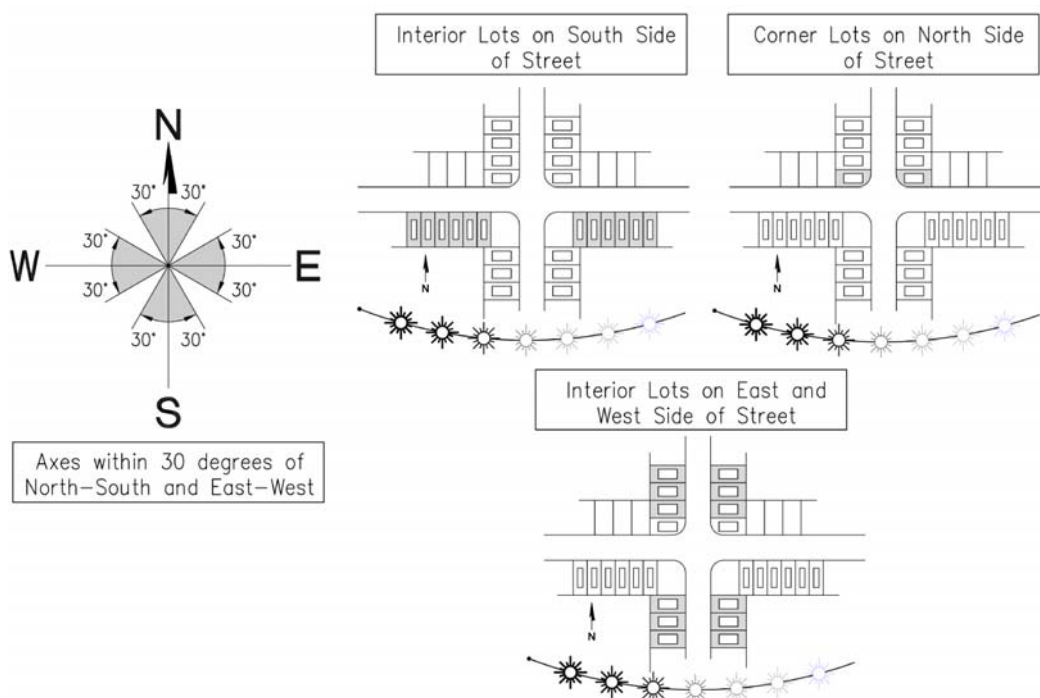 Interior Lots on South Side
of Street
Corner Lots on North Side
of Street
N
30°
30°
30°
30°
W
E
30°
30°
30°
30°
S
Axes within 30 degrees of
North-South and East-West
N
N
Interior Lots on East and
West Side of Street
N